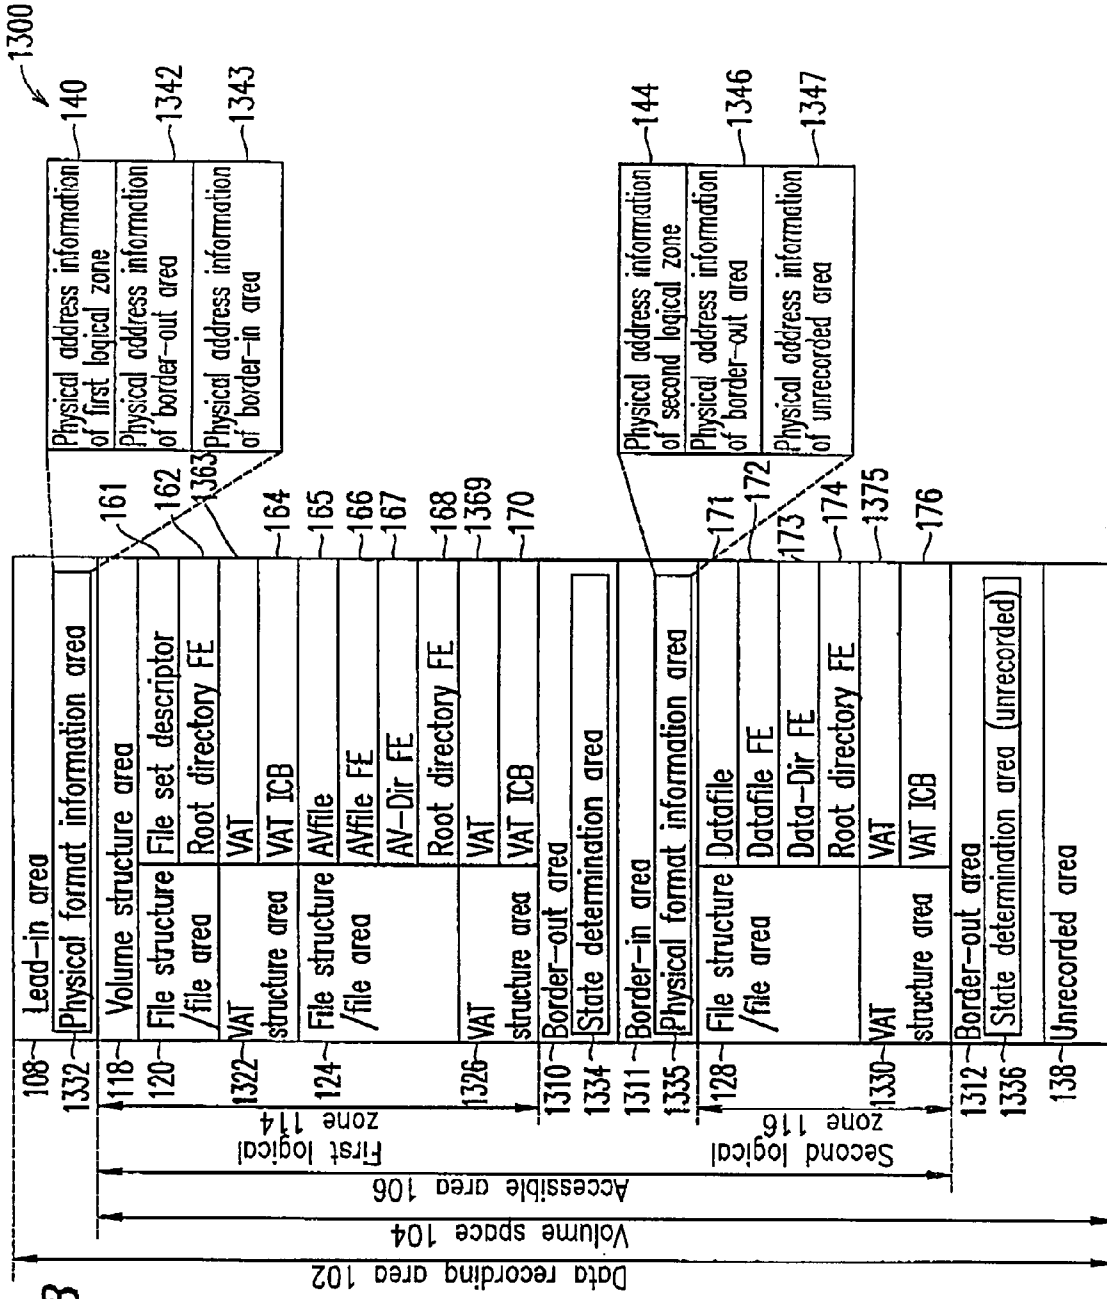 1300
140
1342
1343
Physical address information
of first logical zone
Physical address information
of border-out area
Physical address information
of border-in area
144
1346
1347
Physical address information
of second logical zone
Physical address information
of border-out area
Physical address information
of unrecorded area
161
162
1363
164
165
166
167
168
1369
170
171
172
173
174
1375
176
Lead-in area
Physical format information area
Volume structure area
File structure
/file area
File set descriptor
Root directory FE
VAT
structure area
VAT
VAT ICB
File structure
/file area
AVfile
AVfile FE
AV-Dir FE
Root directory FE
VAT
structure area
VAT
VAT ICB
Border-out area
State determination area
Border-in area
Physical format information area
File structure
/file area
Datafile
Datafile FE
Data-Dir FE
Root directory FE
VAT
structure area
VAT
VAT ICB
Border-out area
State determination area (unrecorded)
Unrecorded area
108
1332
118
120
1322
124
1326
1310
1334
1311
1335
128
1330
1312
1336
138
First logical
zone 114
Second logical
zone 116
Accessible area 106
Volume space 104
Data recording area 102